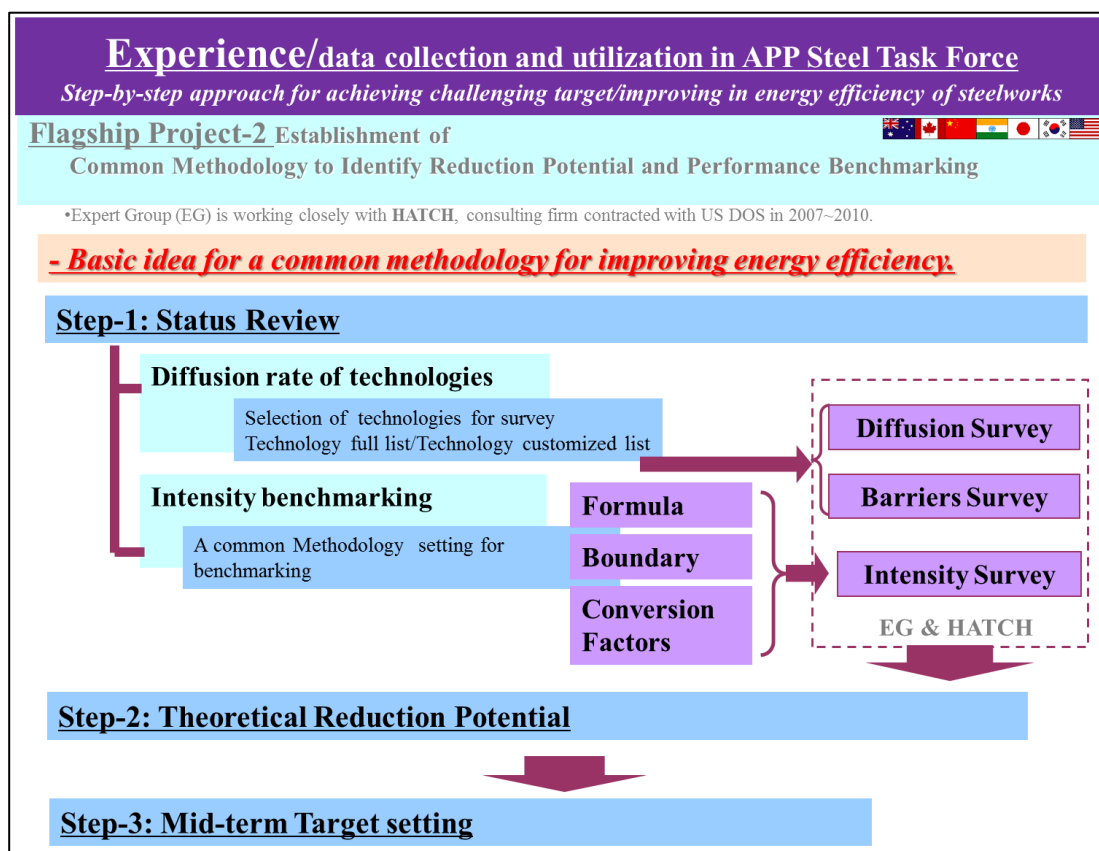 Experience/data collection and utilization in APP Steel Task Force
Step-by-step approach for achieving challenging target/improving in energy efficiency of steelworks
Flagship Project-2 Establishment of
Common Methodology to Identify Reduction Potential and Performance Benchmarking
•Expert Group (EG) is working closely with HATCH, consulting firm contracted with US DOS in 2007~2010.
- Basic idea for a common methodology for improving energy efficiency.
Step-1: Status Review
Diffusion rate of technologies
Selection of technologies for survey
Technology full list/Technology customized list
Diffusion Survey
Barriers Survey
Intensity benchmarking
A common Methodology setting for
benchmarking
Formula
Boundary
Conversion
Factors
Intensity Survey
EG & HATCH
Step-2: Theoretical Reduction Potential
Step-3: Mid-term Target setting